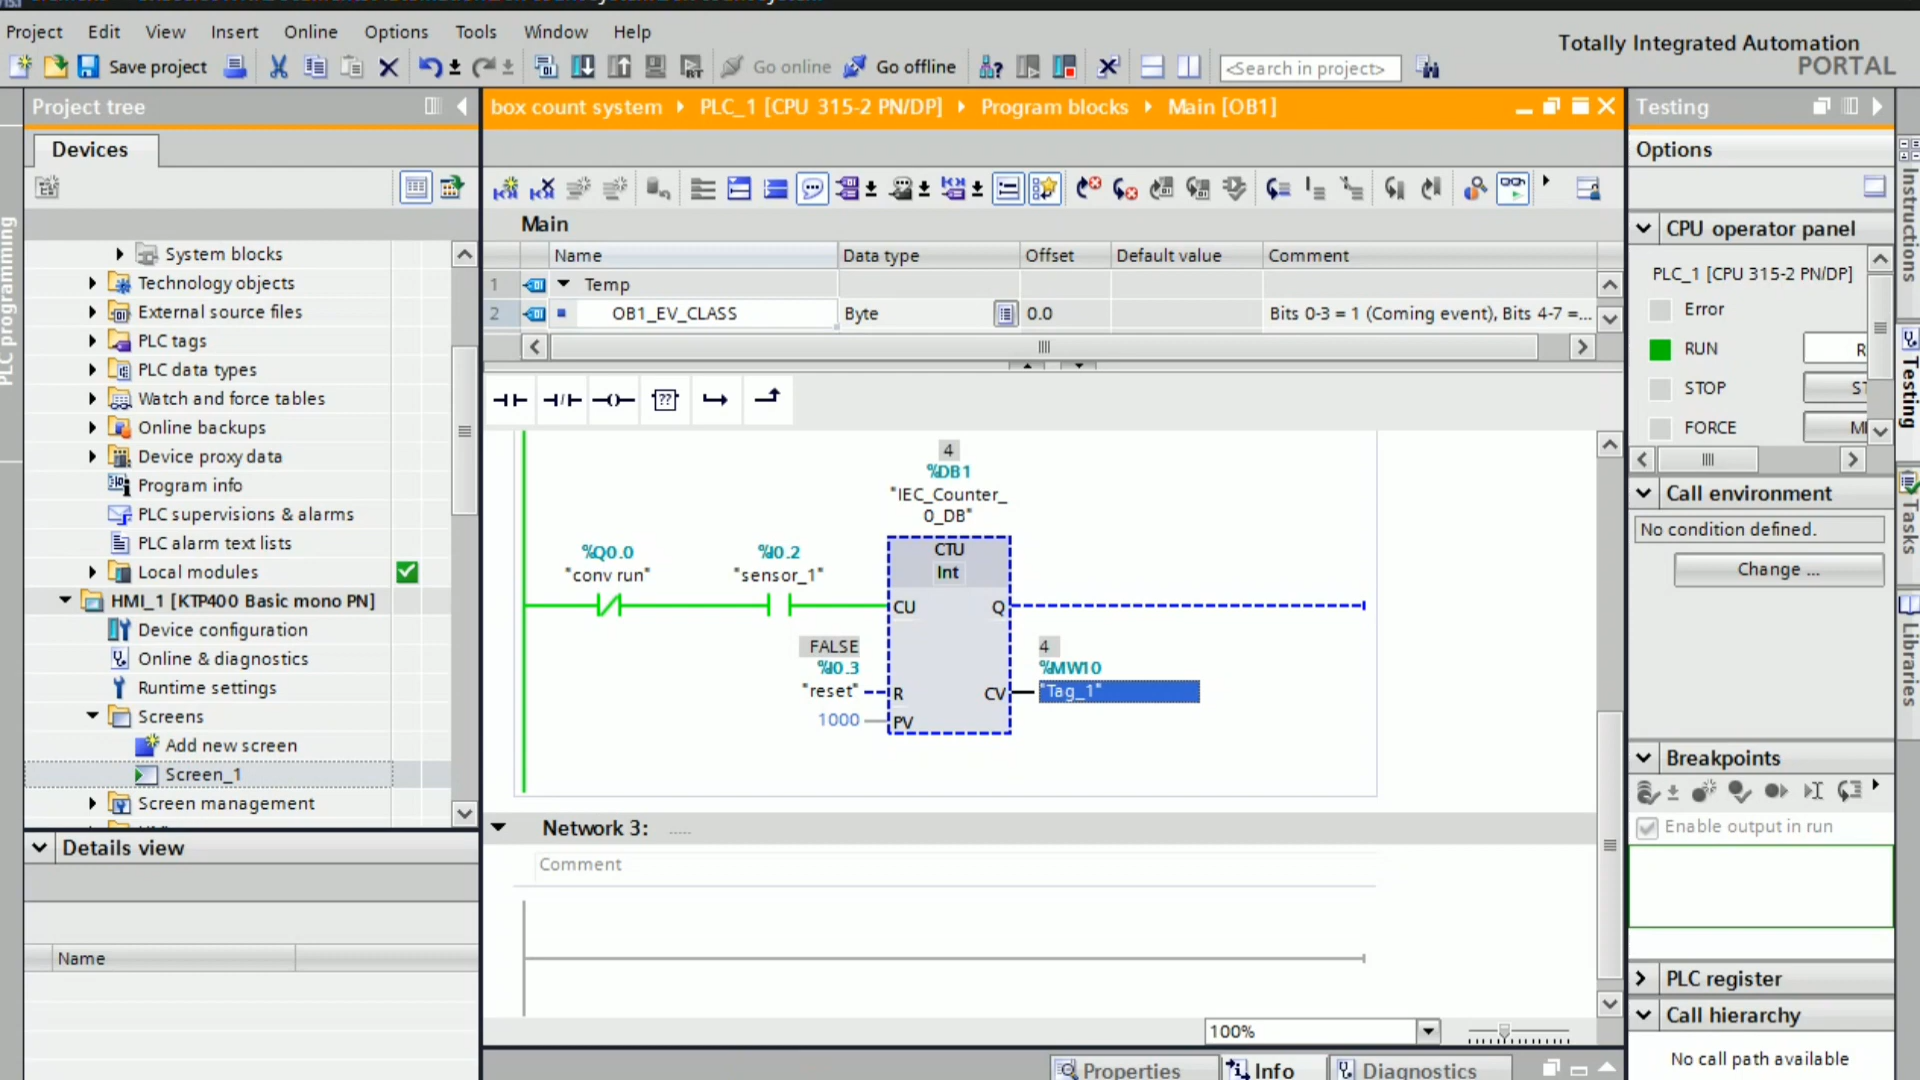 Project Edit View Insert Online Options Tools Window Help
Totally Integrated Automation
PORTAL
Save project
Go online
Go offline
<Search in project>
Project tree
box count system PLC_1 [CPU 315-2 PN/DP] Program blocks Main [OB1]
Testing
Devices
Options
PLC programming
Main
Name Data type Offset Default value Comment
1 Temp
2 OB1_EV_CLASS Byte 0.0 Bits 0-3 = 1 (Coming event), Bits 4-7 =...
System blocks
Technology objects
External source files
PLC tags
PLC data types
Watch and force tables
Online backups
Device proxy data
Program info
PLC supervisions & alarms
PLC alarm text lists
Local modules
HMI_1 [KTP400 Basic mono PN]
Device configuration
Online & diagnostics
Runtime settings
Screens
Add new screen
Screen_1
Screen management
Details view
Name
??
4
%DB1
"IEC_Counter_
0_DB"
CTU
Int
%Q0.0
"conv run"
%I0.2
"sensor_1"
CU Q
FALSE
%I0.3
"reset" R
1000 PV
4
%MW10
CV "Tag_1"
Network 3: .....
Comment
100%
Properties Info Diagnostics
CPU operator panel
PLC_1 [CPU 315-2 PN/DP]
Error
RUN R
STOP ST
FORCE
Call environment
No condition defined.
Change ...
Breakpoints
Enable output in run
PLC register
Call hierarchy
No call path available
Instructions
Testing
Tasks
Libraries